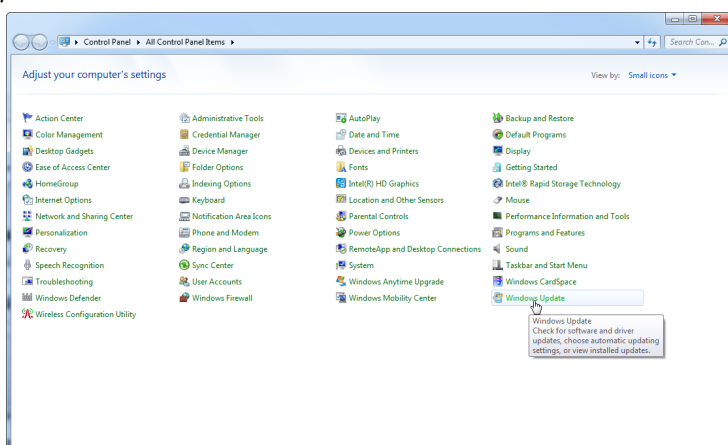 Control Panel ▸ All Control Panel Items ▸
Search Con...
Adjust your computer's settings
View by: Small icons
Action Center
Administrative Tools
AutoPlay
Backup and Restore
Color Management
Credential Manager
Date and Time
Default Programs
Desktop Gadgets
Device Manager
Devices and Printers
Display
Ease of Access Center
Folder Options
Fonts
Getting Started
HomeGroup
Indexing Options
Intel(R) HD Graphics
Intel® Rapid Storage Technology
Internet Options
Keyboard
Location and Other Sensors
Mouse
Network and Sharing Center
Notification Area Icons
Parental Controls
Performance Information and Tools
Personalization
Phone and Modem
Power Options
Programs and Features
Recovery
Region and Language
RemoteApp and Desktop Connections
Sound
Speech Recognition
Sync Center
System
Taskbar and Start Menu
Troubleshooting
User Accounts
Windows Anytime Upgrade
Windows CardSpace
Windows Defender
Windows Firewall
Windows Mobility Center
Windows Update
Wireless Configuration Utility
Windows Update
Check for software and driver
updates, choose automatic updating
settings, or view installed updates.